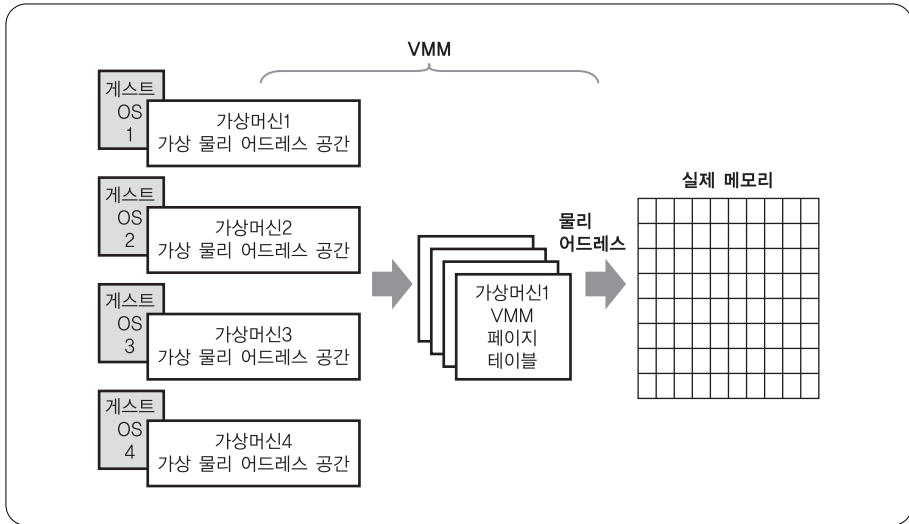 VMM
게스트
OS
1
가상머신1
가상 물리 어드레스 공간
게스트
OS
2
가상머신2
가상 물리 어드레스 공간
게스트
OS
3
가상머신3
가상 물리 어드레스 공간
게스트
OS
4
가상머신4
가상 물리 어드레스 공간
가상머신1
VMM
페이지
테이블
물리
어드레스
실제 메모리